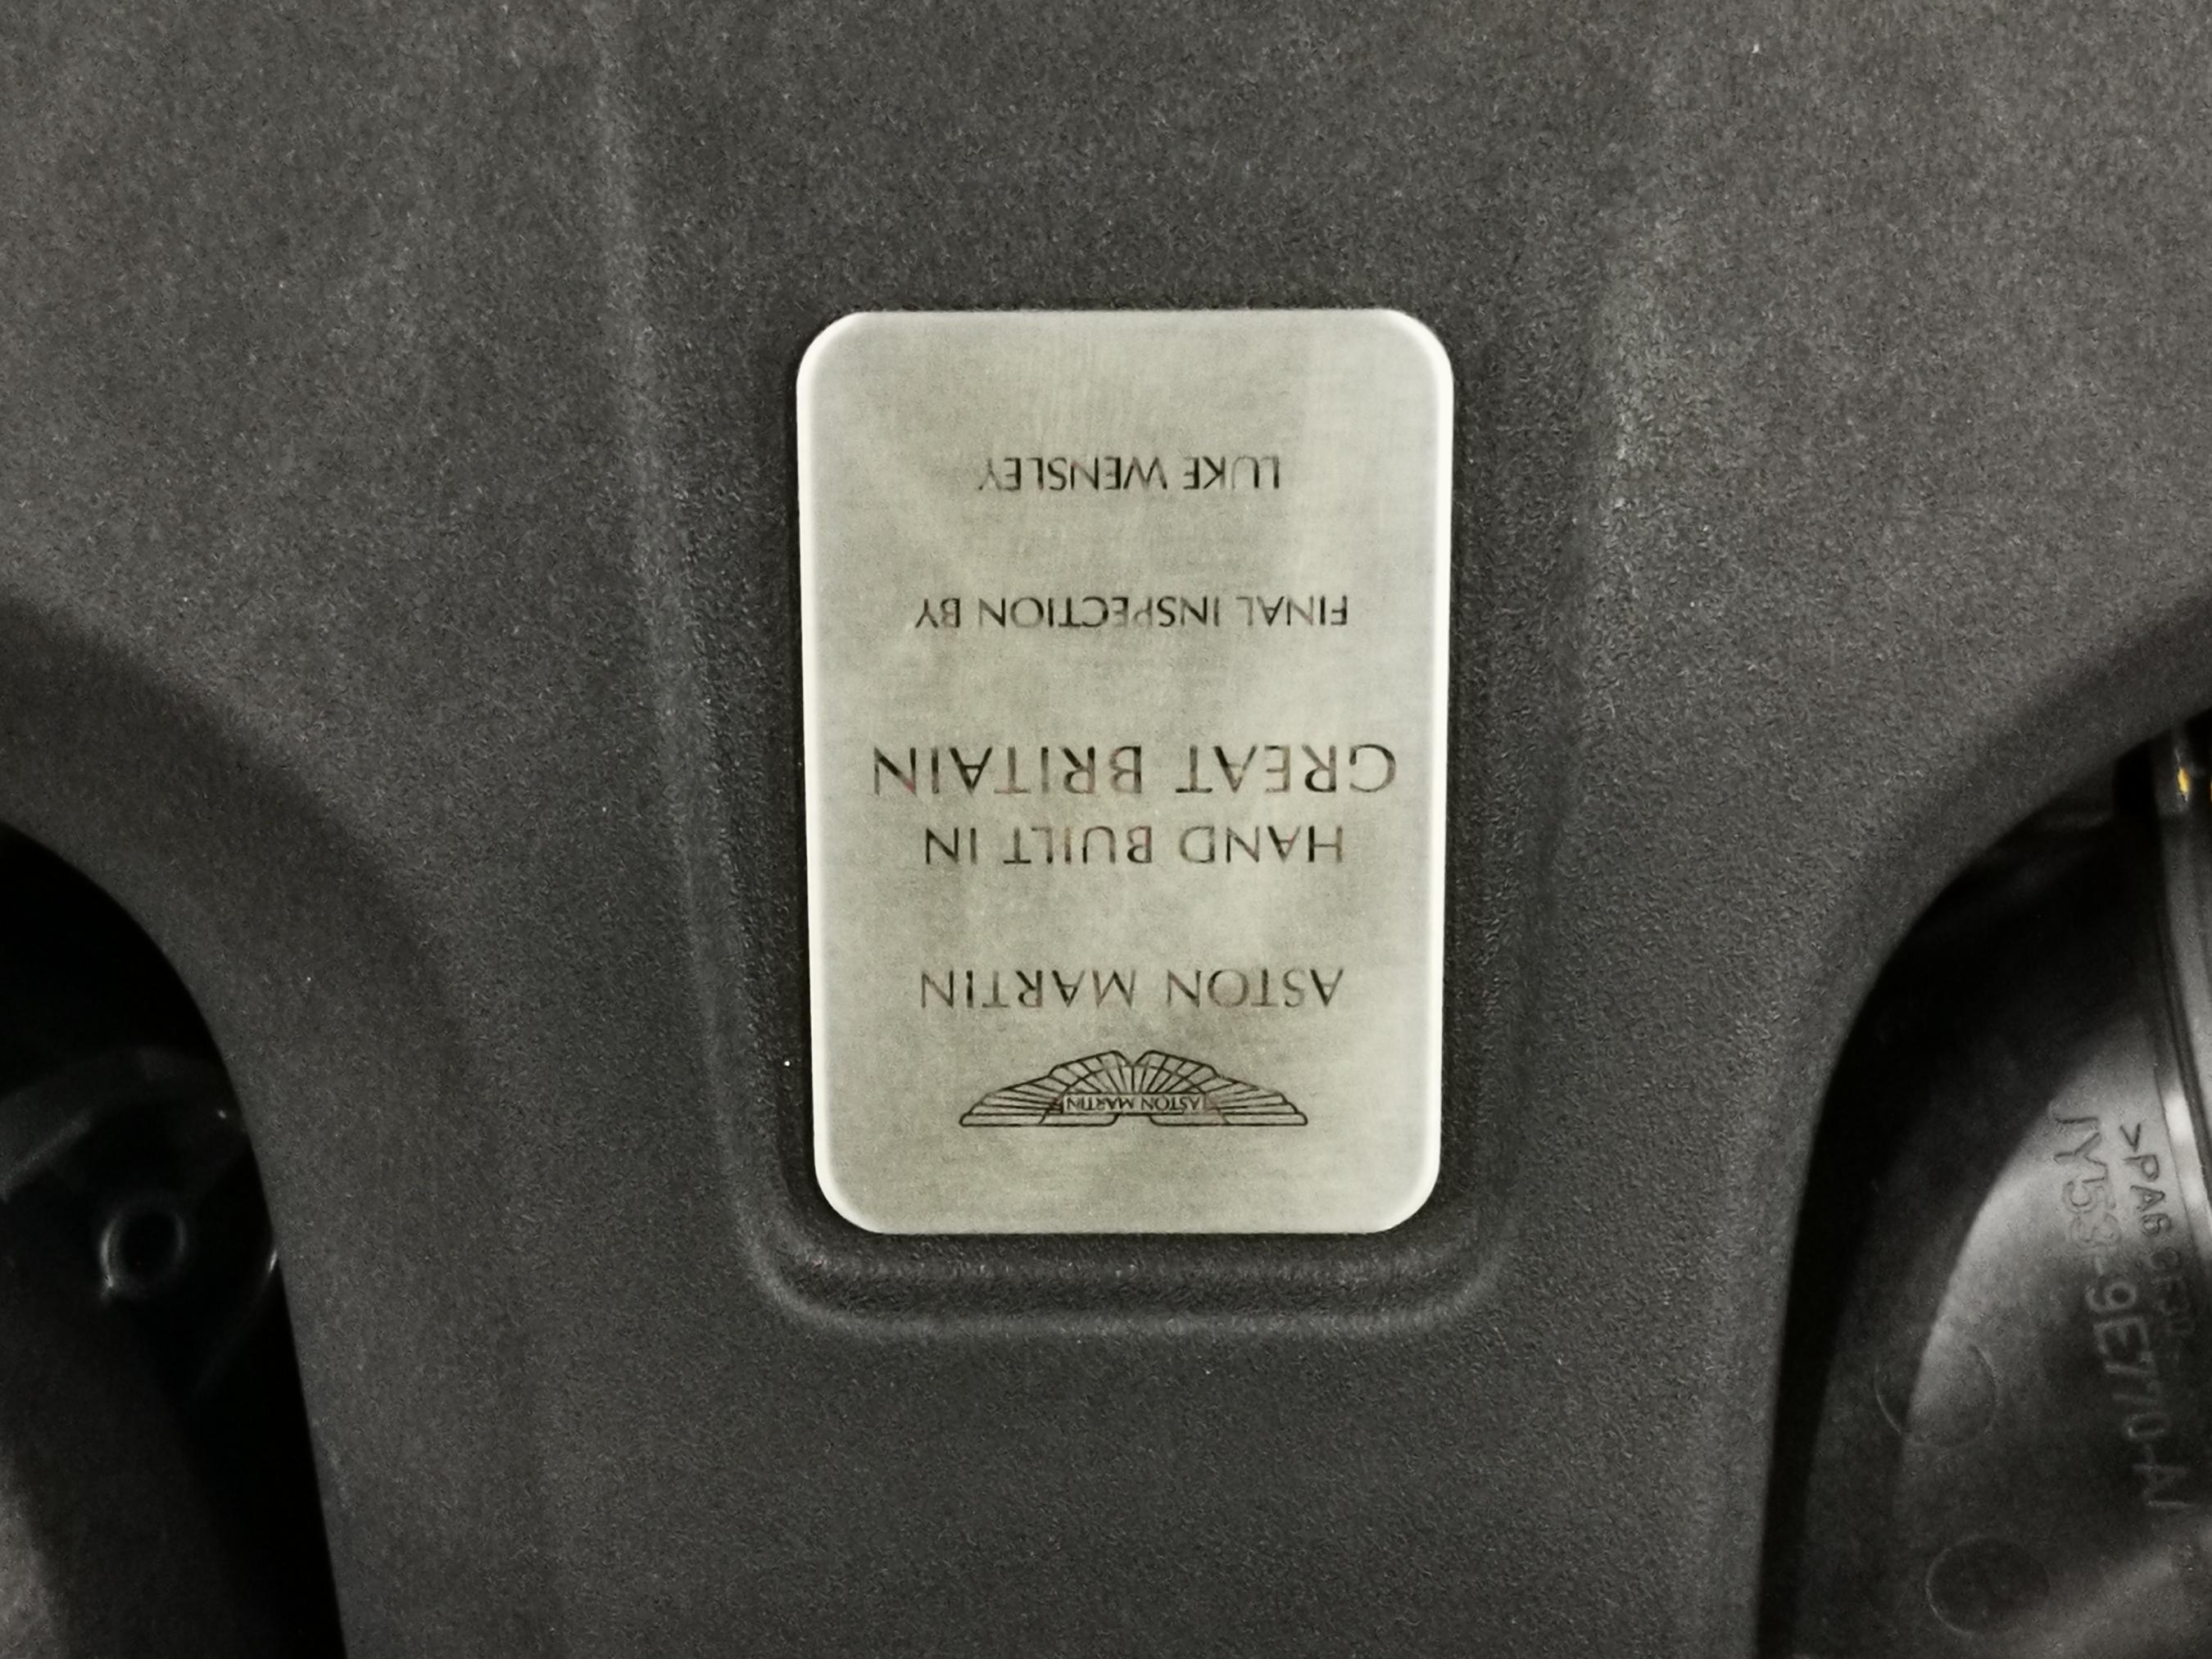 ASTON MARTIN
ASTON MARTIN
HAND BUILT IN
GREAT BRITAIN
FINAL INSPECTION BY
LUKE WENSLEY